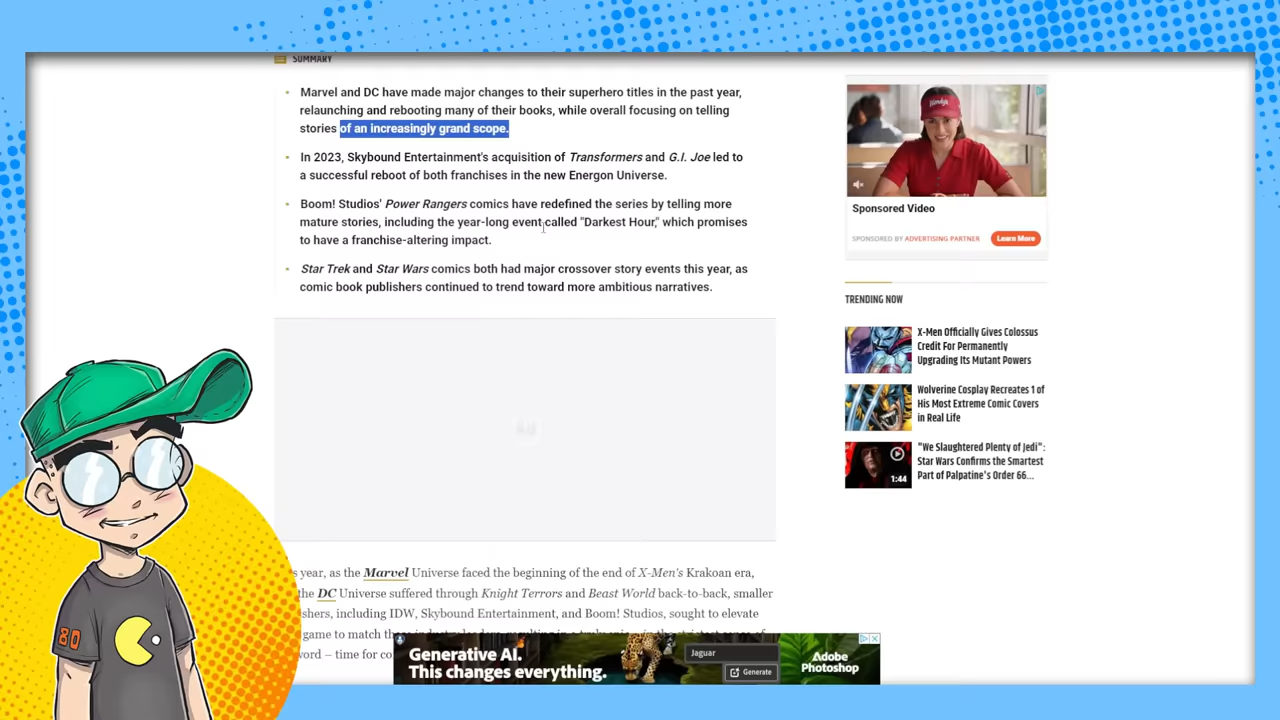 SUMMARY
Marvel and DC have made major changes to their superhero titles in the past year,
relaunching and rebooting many of their books, while overall focusing on telling
stories of an increasingly grand scope.
In 2023, Skybound Entertainment's acquisition of Transformers and G.I. Joe led to
a successful reboot of both franchises in the new Energon Universe.
Boom! Studios' Power Rangers comics have redefined the series by telling more
mature stories, including the year-long event called "Darkest Hour," which promises
to have a franchise-altering impact.
Star Trek and Star Wars comics both had major crossover story events this year, as
comic book publishers continued to trend toward more ambitious narratives.
s year, as the Marvel Universe faced the beginning of the end of X-Men's Krakoan era,
the DC Universe suffered through Knight Terrors and Beast World back-to-back, smaller
shers, including IDW, Skybound Entertainment, and Boom! Studios, sought to elevate
game to match
word – time for co
Wendy's
Sponsored Video
SPONSORED BY ADVERTISING PARTNER
Learn More
TRENDING NOW
X-Men Officially Gives Colossus
Credit For Permanently
Upgrading Its Mutant Powers
Wolverine Cosplay Recreates 1 of
His Most Extreme Comic Covers
in Real Life
"We Slaughtered Plenty of Jedi":
Star Wars Confirms the Smartest
Part of Palpatine's Order 66...
1:44
Generative AI.
This changes everything.
Jaguar
Generate
Adobe
Photoshop
80